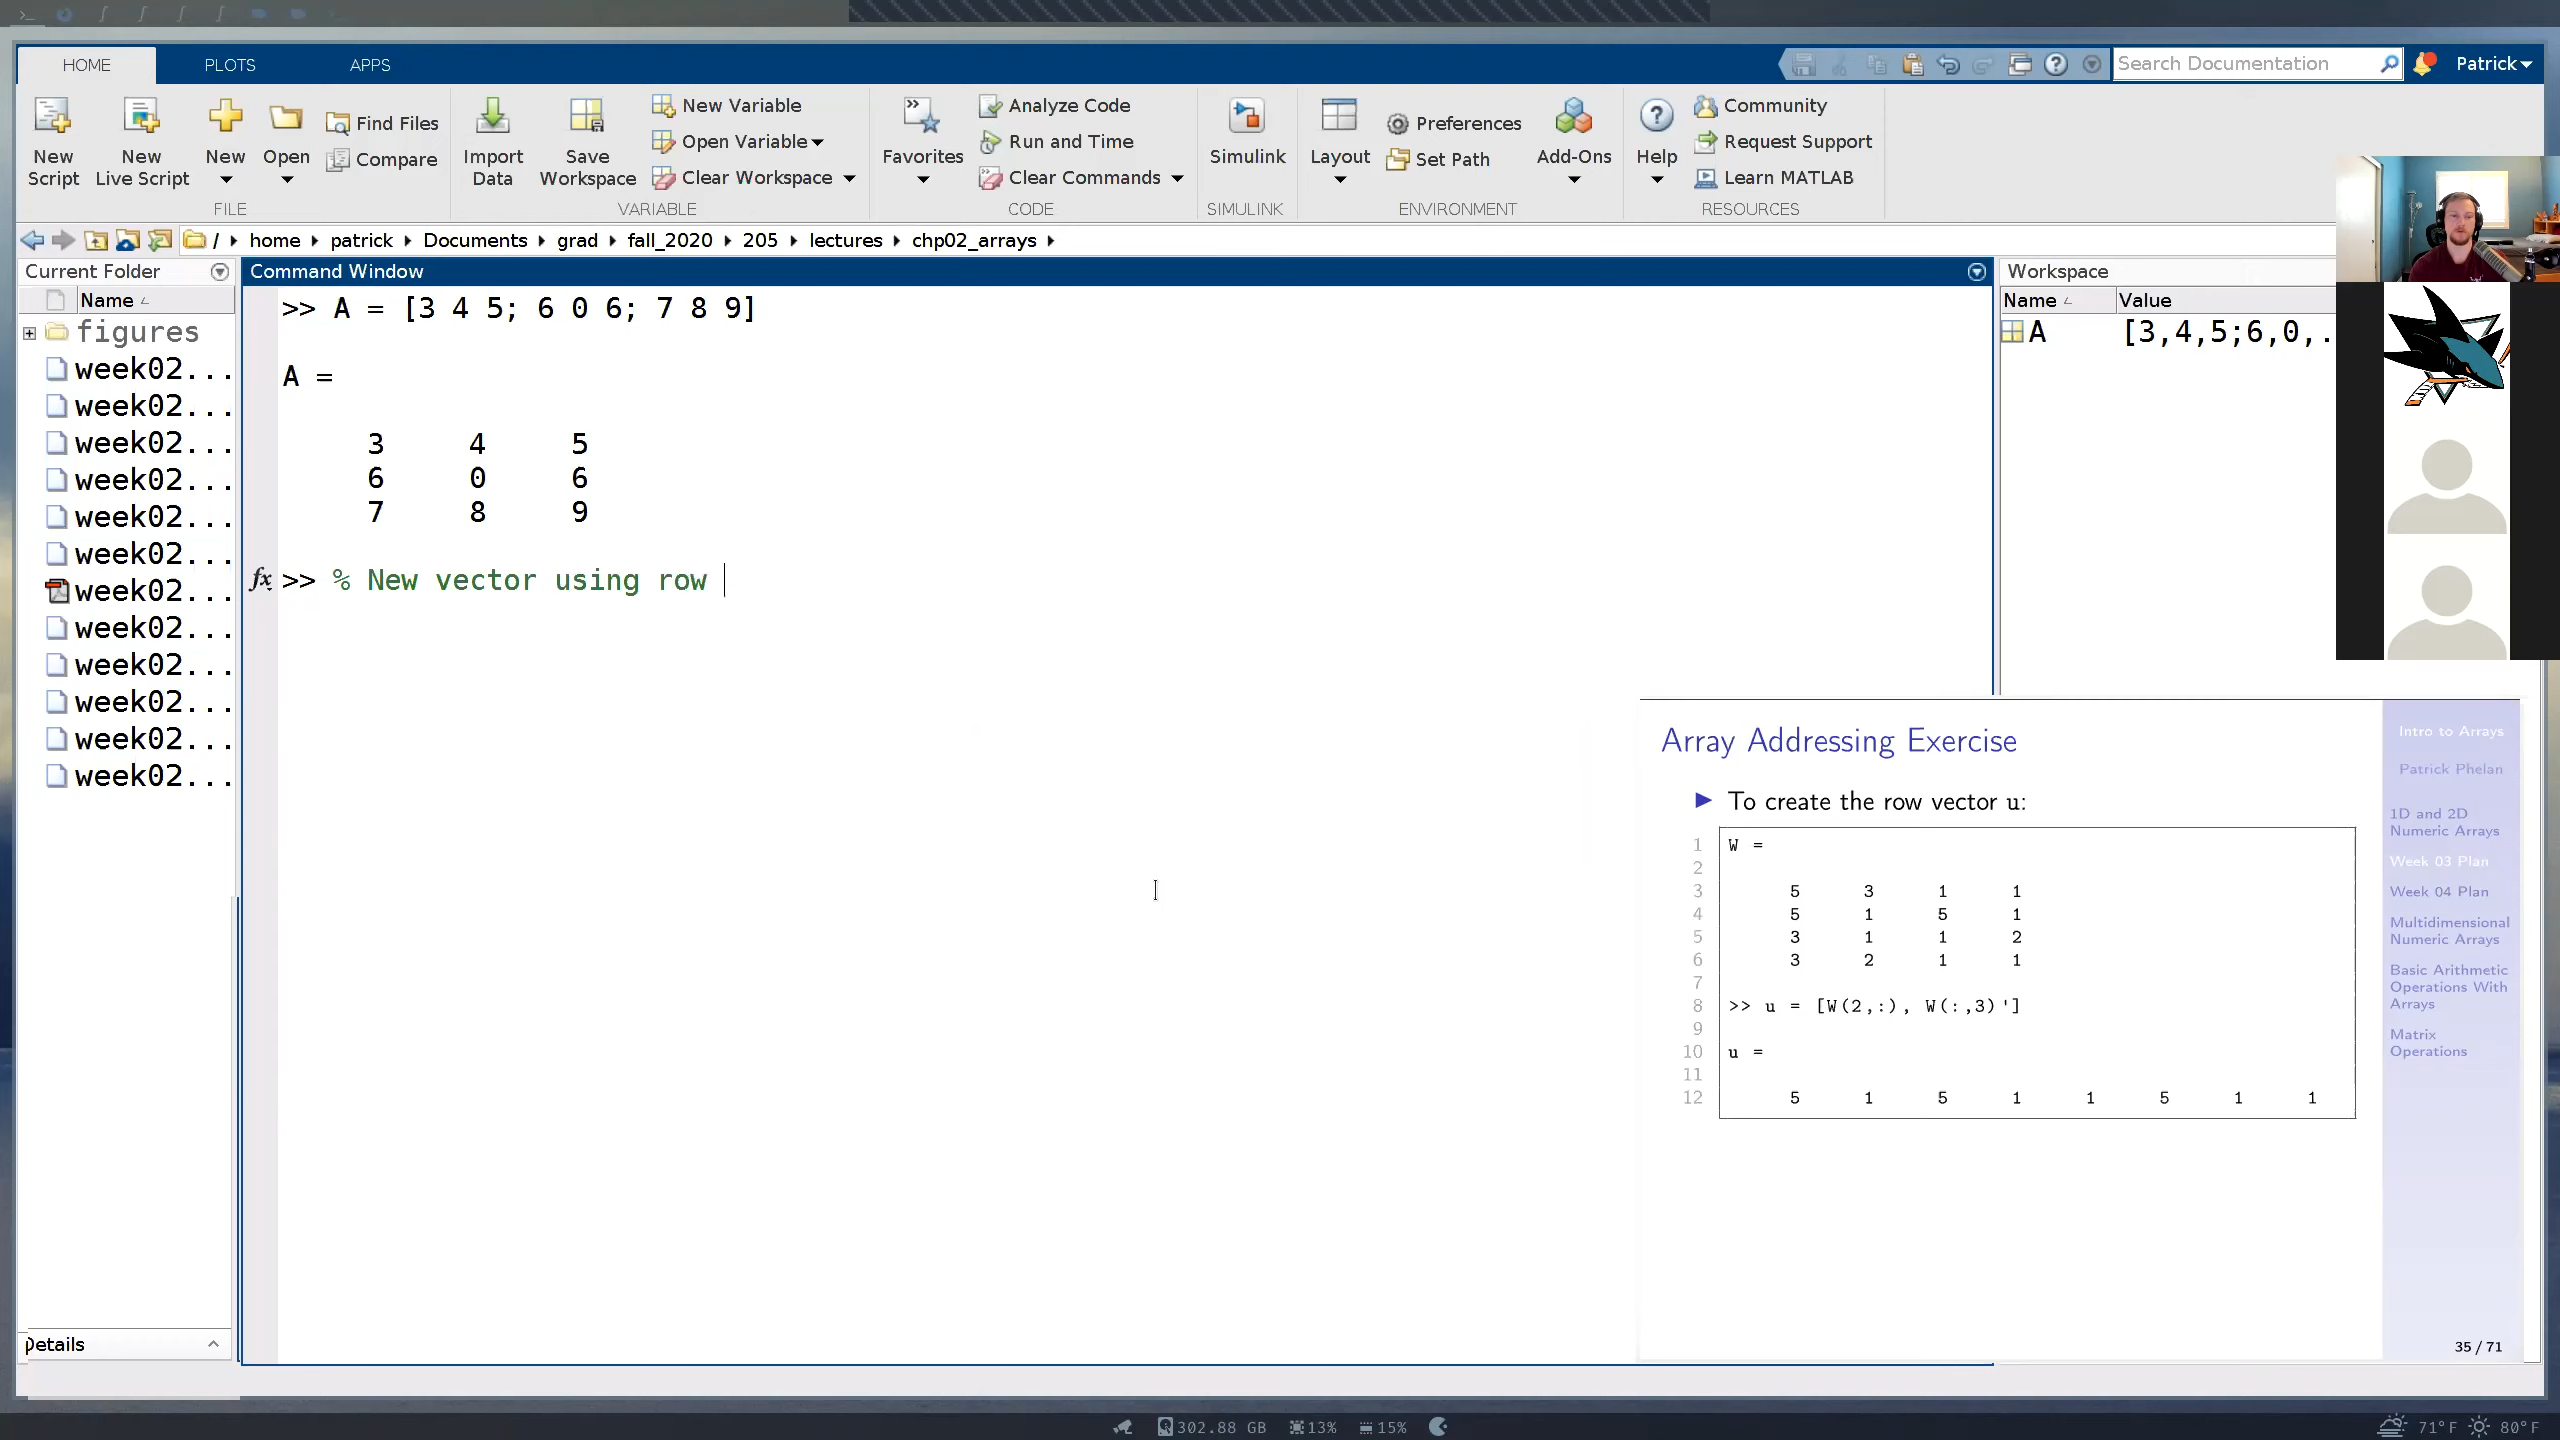 HOME PLOTS APPS
Search Documentation
Patrick
New Script
New Live Script
New
Open
Find Files
Compare
FILE
Import Data
Save Workspace
New Variable
Open Variable
Clear Workspace
VARIABLE
Favorites
Analyze Code
Run and Time
Clear Commands
CODE
Simulink
SIMULINK
Layout
Preferences
Set Path
Add-Ons
ENVIRONMENT
Help
Community
Request Support
Learn MATLAB
RESOURCES
/ home patrick Documents grad fall_2020 205 lectures chp02_arrays
Current Folder
Name
figures
week02...
week02...
week02...
week02...
week02...
week02...
week02...
week02...
week02...
week02...
week02...
week02...
Details
Command Window
>> A = [3 4 5; 6 0 6; 7 8 9]
A =
3 4 5
6 0 6
7 8 9
fx >> % New vector using row
Workspace
Name Value
A [3,4,5;6,0,.
Array Addressing Exercise
To create the row vector u:
1 W =
2
3 5 3 1 1
4 5 1 5 1
5 3 1 1 2
6 3 2 1 1
7
8 >> u = [W(2,:), W(:,3)']
9
10 u =
11
12 5 1 5 1 1 5 1 1
Intro to Arrays
Patrick Phelan
1D and 2D
Numeric Arrays
Week 03 Plan
Week 04 Plan
Multidimensional
Numeric Arrays
Basic Arithmetic
Operations With
Arrays
Matrix
Operations
35 / 71
302.88 GB 13% 15%
71°F 80°F